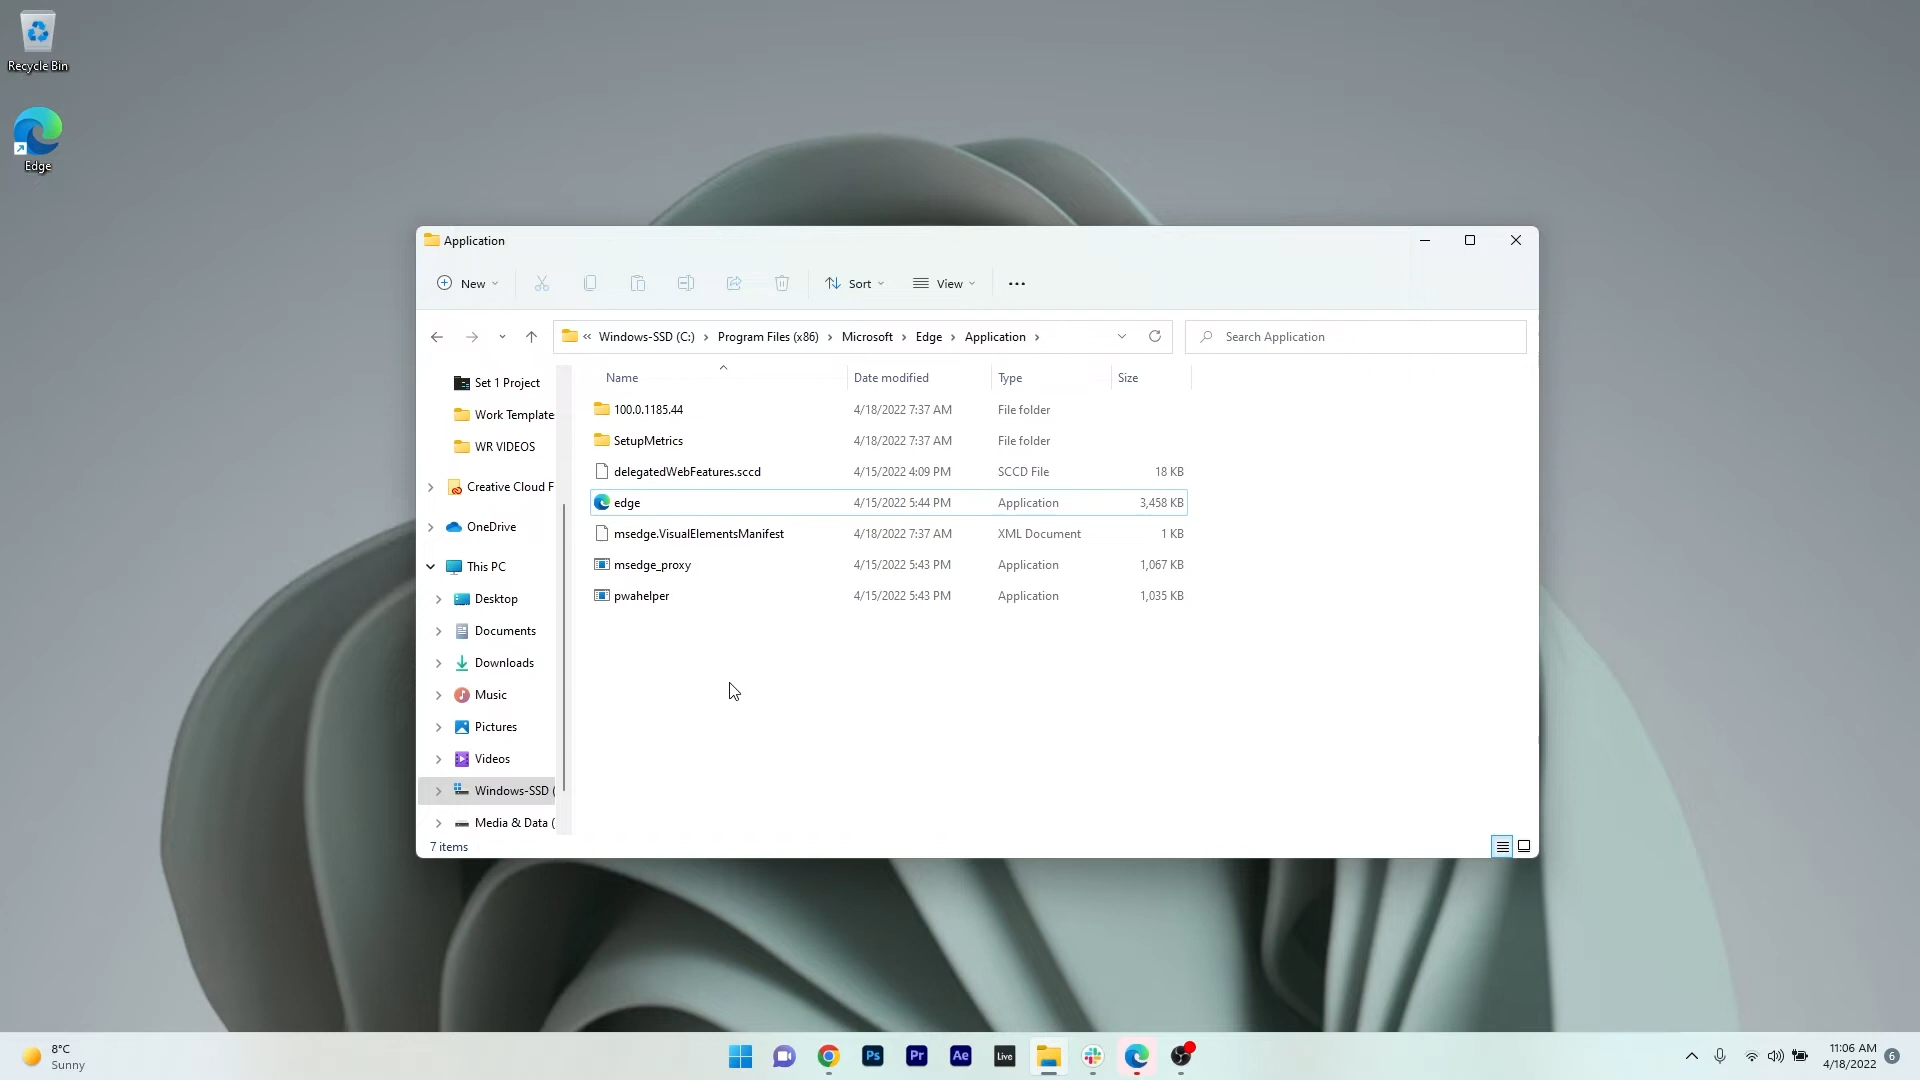 Recycle Bin
Edge
Application
New
Sort
View
« Windows-SSD (C:) › Program Files (x86) › Microsoft › Edge › Application ›
Search Application
Name Date modified Type Size
100.0.1185.44 4/18/2022 7:37 AM File folder
SetupMetrics 4/18/2022 7:37 AM File folder
delegatedWebFeatures.sccd 4/15/2022 4:09 PM SCCD File 18 KB
edge 4/15/2022 5:44 PM Application 3,458 KB
msedge.VisualElementsManifest 4/18/2022 7:37 AM XML Document 1 KB
msedge_proxy 4/15/2022 5:43 PM Application 1,067 KB
pwahelper 4/15/2022 5:43 PM Application 1,035 KB
Set 1 Project
Work Template
WR VIDEOS
Creative Cloud F
OneDrive
This PC
Desktop
Documents
Downloads
Music
Pictures
Videos
Windows-SSD (
Media & Data (
7 items
8°C
Sunny
Ps
Pr
Ae
Live
11:06 AM
4/18/2022
6